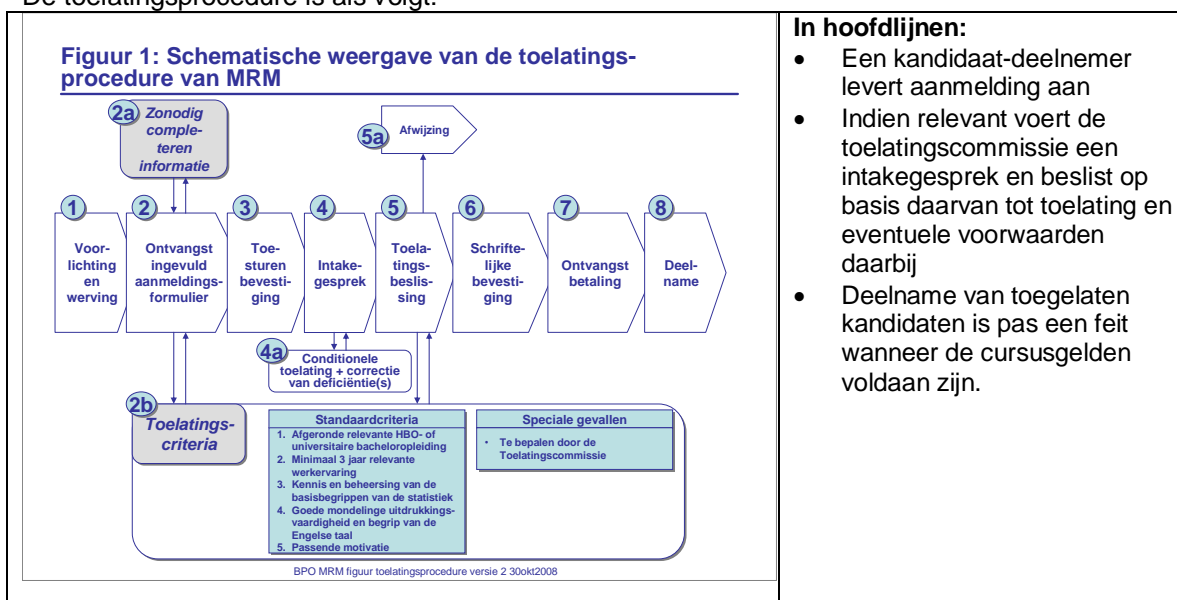 De toelatingsprocedure is als volgt:
Figuur 1: Schematische weergave van de toelatings-
procedure van MRM
2a
Zonodig
comple-
teren
informatie
5a
Afwijzing
1
Voor-
lichting
en
werving
2
Ontvangst
ingevuld
aanmeldings-
formulier
3
Toe-
sturen
bevesti-
ging
4
Intake-
gesprek
5
Toela-
tings-
beslis-
sing
6
Schrifte-
lijke
bevesti-
ging
7
Ontvangst
betaling
8
Deel-
name
4a
Conditionele
toelating + correctie
van deficiëntie(s)
2b
Toelatings-
criteria
Standaardcriteria
1. Afgeronde relevante HBO- of
universitaire bacheloropleiding
2. Minimaal 3 jaar relevante
werkervaring
3. Kennis en beheersing van de
basisbegrippen van de statistiek
4. Goede mondelinge uitdrukkings-
vaardigheid en begrip van de
Engelse taal
5. Passende motivatie
Speciale gevallen
• Te bepalen door de
Toelatingscommissie
BPO MRM figuur toelatingsprocedure versie 2 30okt2008
In hoofdlijnen:
• Een kandidaat-deelnemer
levert aanmelding aan
• Indien relevant voert de
toelatingscommissie een
intakegesprek en beslist op
basis daarvan tot toelating en
eventuele voorwaarden
daarbij
• Deelname van toegelaten
kandidaten is pas een feit
wanneer de cursusgelden
voldaan zijn.